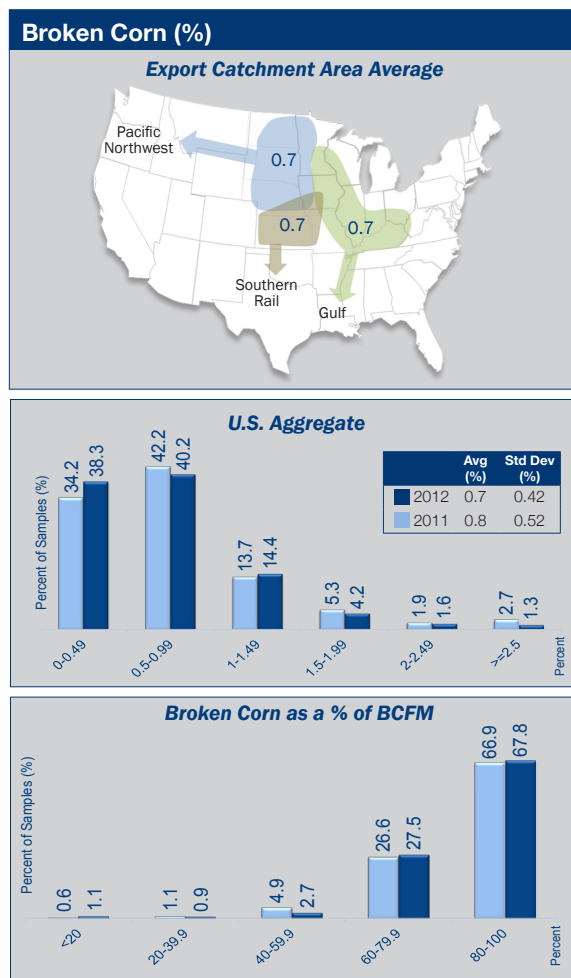 Broken Corn (%)
Export Catchment Area Average
Pacific
Northwest
0.7
0.7
0.7
Southern
Rail
Gulf
U.S. Aggregate
Percent of Samples (%)
34.2
38.3
42.2
40.2
13.7
14.4
5.3
4.2
1.9
1.6
2.7
1.3
Avg
(%)
Std Dev
(%)
2012 0.7 0.42
2011 0.8 0.52
0-0.49
0.5-0.99
1-1.49
1.5-1.99
2-2.49
>=2.5
Percent
Broken Corn as a % of BCFM
Percent of Samples (%)
0.6
1.1
1.1
0.9
4.9
2.7
26.6
27.5
66.9
67.8
<20
20-39.9
40-59.9
60-79.9
80-100
Percent